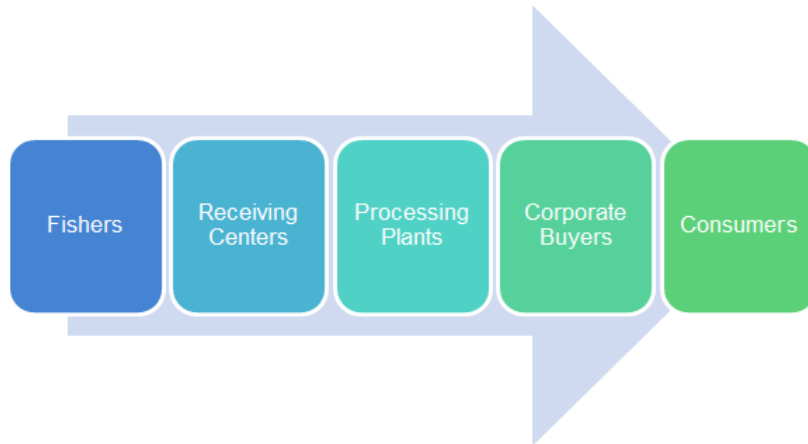 Fishers
Receiving
Centers
Processing
Plants
Corporate
Buyers
Consumers